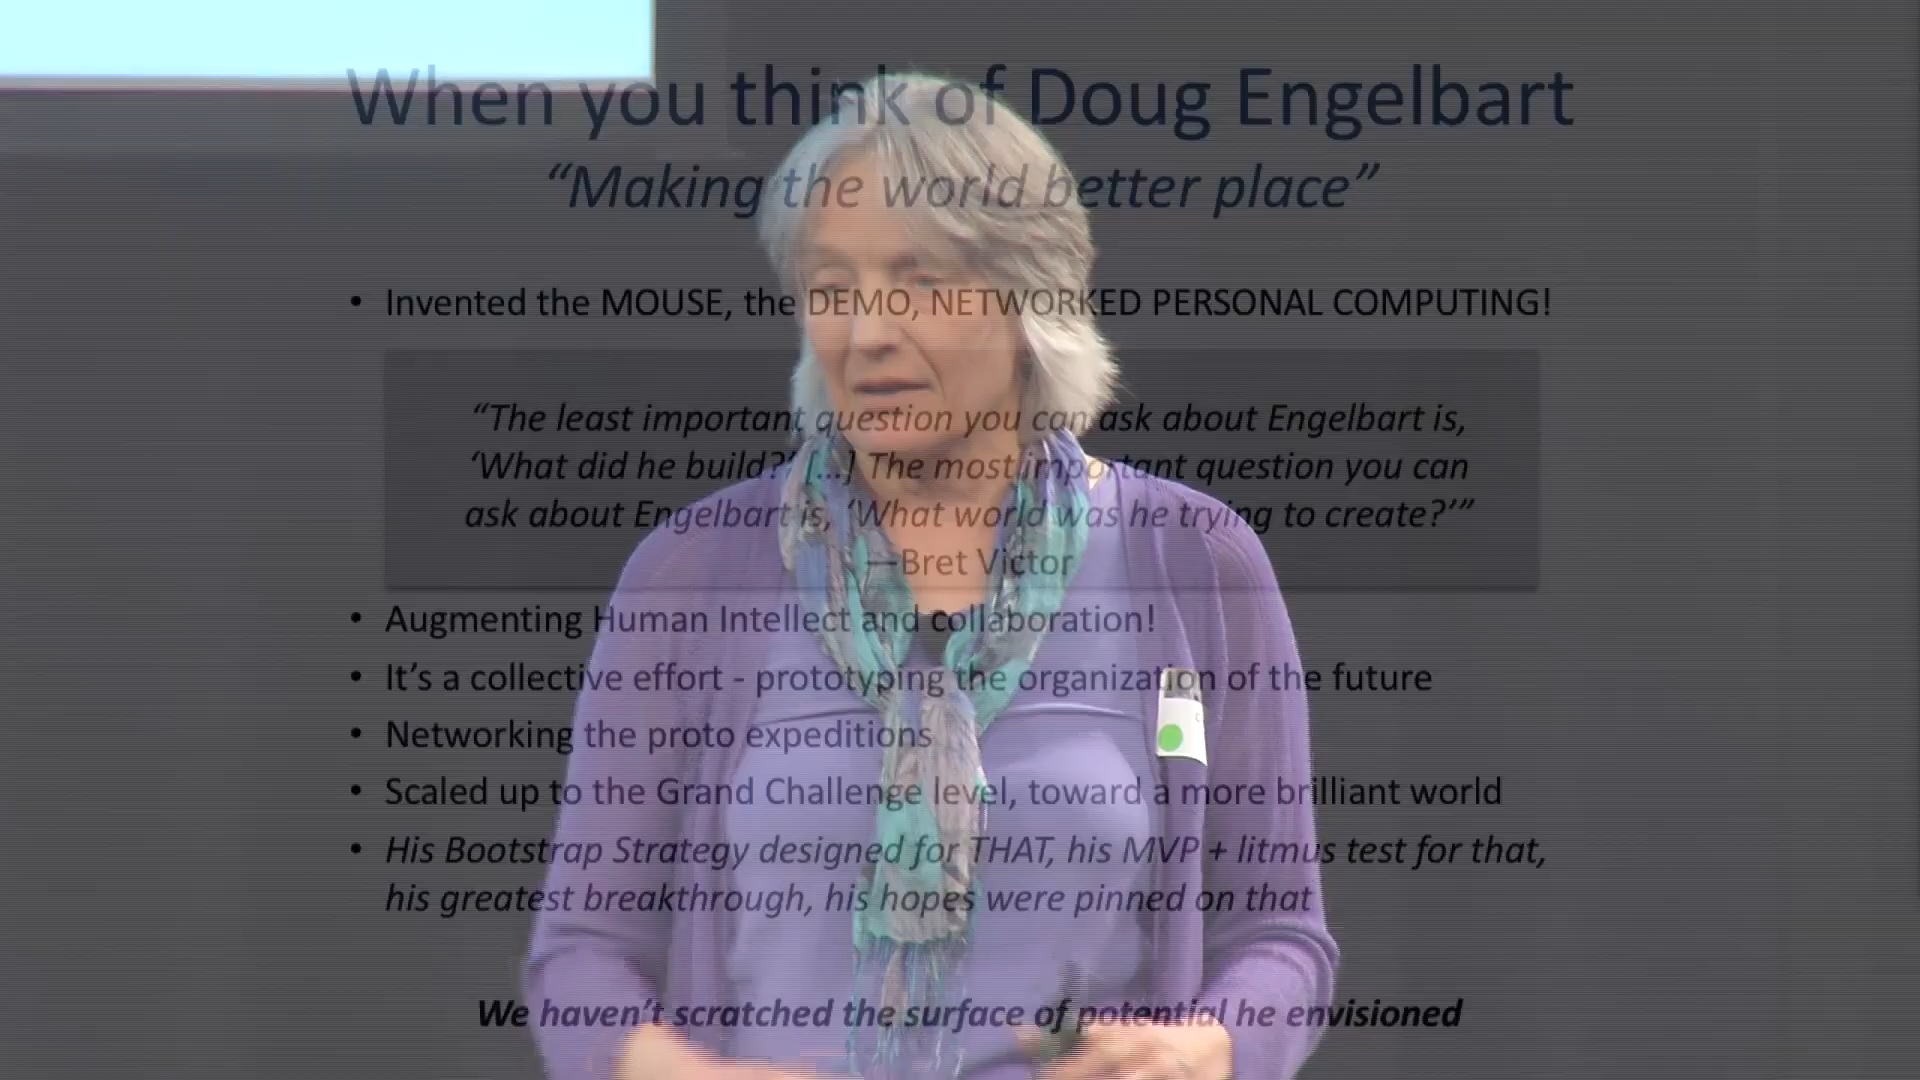 When you think of Doug Engelbart
“Making the world better place”
• Invented the MOUSE, the DEMO, NETWORKED PERSONAL COMPUTING!
“The least important question you can ask about Engelbart is,
‘What did he build?’ [...] The most important question you can
ask about Engelbart is, ‘What world was he trying to create?’”
—Bret Victor
• Augmenting Human Intellect and collaboration!
• It’s a collective effort - prototyping the organization of the future
• Networking the proto expeditions
• Scaled up to the Grand Challenge level, toward a more brilliant world
• His Bootstrap Strategy designed for THAT, his MVP + litmus test for that,
his greatest breakthrough, his hopes were pinned on that
We haven’t scratched the surface of potential he envisioned